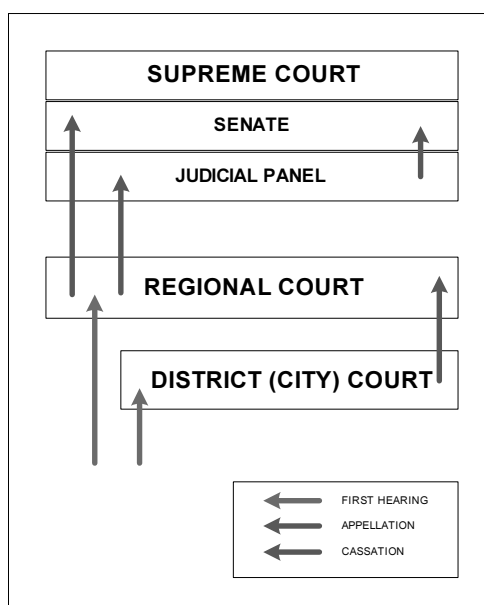 SUPREME COURT
SENATE
JUDICIAL PANEL
REGIONAL COURT
DISTRICT (CITY) COURT
FIRST HEARING
APPELLATION
CASSATION